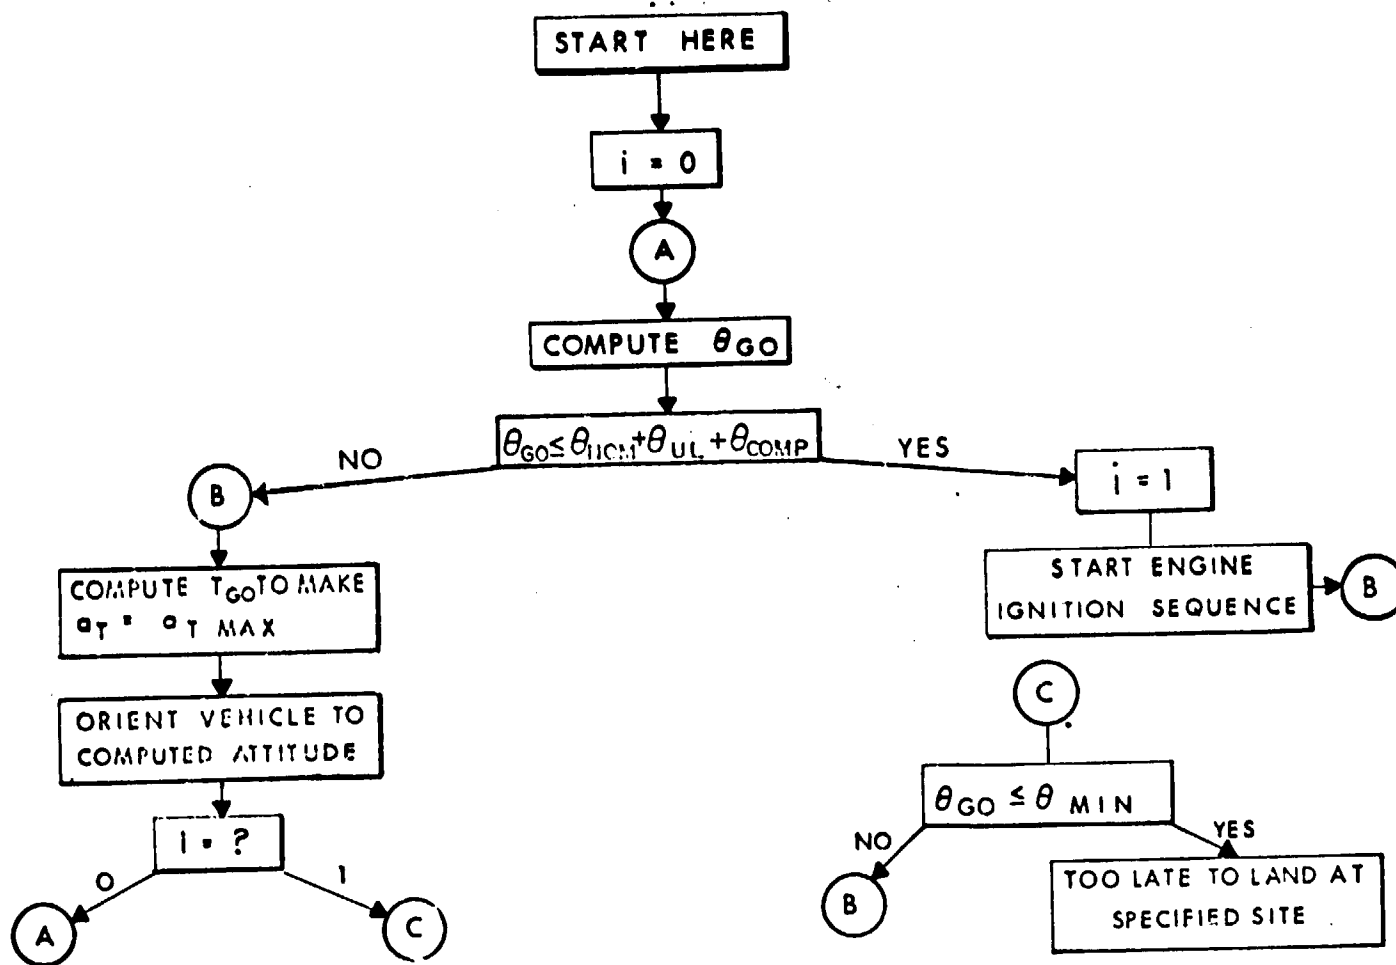 START HERE
i = 0
A
COMPUTE θGO
θGO ≤ θNOM + θUL + θCOMP
NO
YES
B
i = 1
COMPUTE TGO TO MAKE
aT = aT MAX
START ENGINE
IGNITION SEQUENCE
B
ORIENT VEHICLE TO
COMPUTED ATTITUDE
C
θGO ≤ θ MIN
i = ?
NO
YES
0
1
A
C
B
TOO LATE TO LAND AT
SPECIFIED SITE